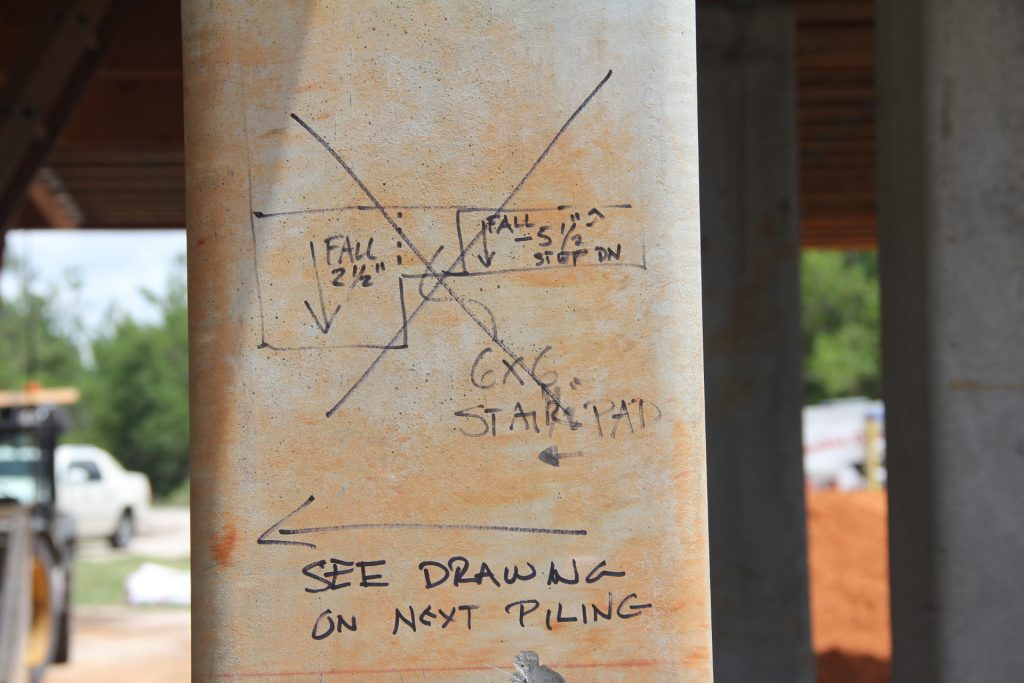 FALL
2 1/2"
FALL
- 5 1/2"
STEP DN
6X6
STAIR PAD
SEE DRAWING
ON NEXT PILING